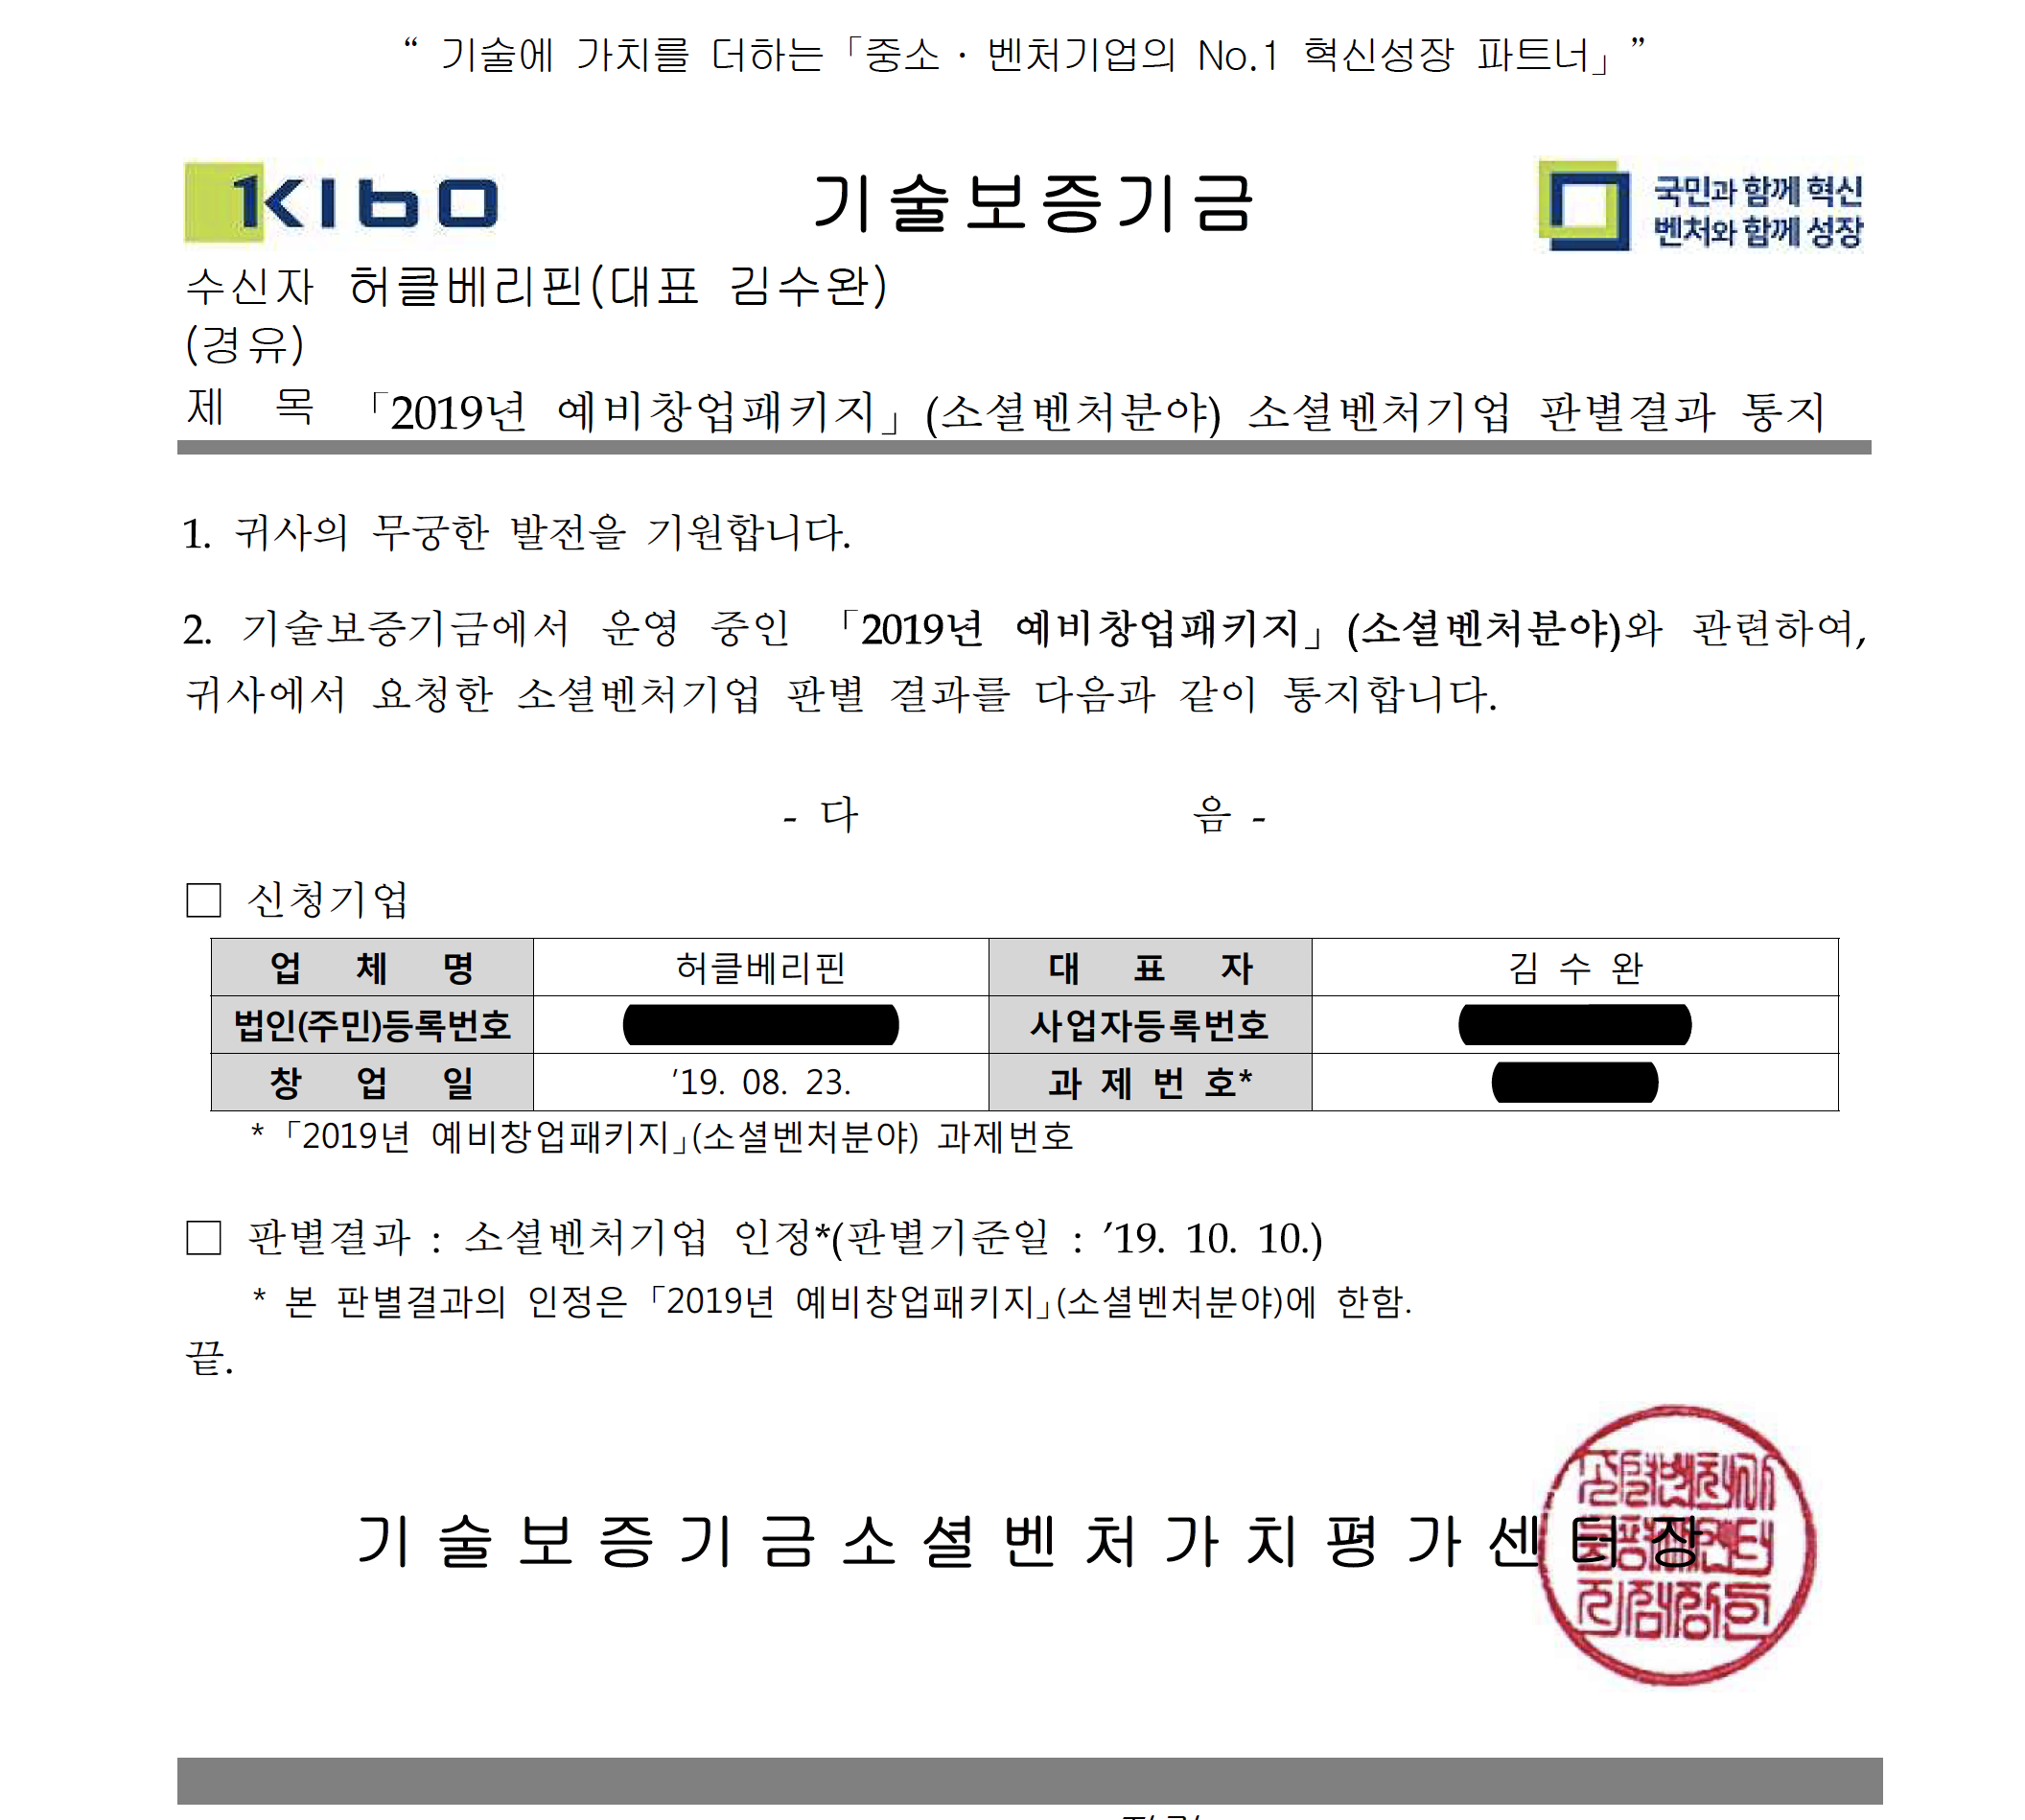 “ 기술에 가치를 더하는「중소 · 벤처기업의 No.1 혁신성장 파트너」”
KIBO
기술보증기금
국민과 함께 혁신
벤처와 함께 성장
수신자 허클베리핀(대표 김수완)
(경유)
제 목 「2019년 예비창업패키지」(소셜벤처분야) 소셜벤처기업 판별결과 통지
1. 귀사의 무궁한 발전을 기원합니다.
2. 기술보증기금에서 운영 중인 「2019년 예비창업패키지」(소셜벤처분야)와 관련하여,
귀사에서 요청한 소셜벤처기업 판별 결과를 다음과 같이 통지합니다.
- 다 음 -
□ 신청기업
업 체 명 허클베리핀 대 표 자 김 수 완
법인(주민)등록번호 사업자등록번호
창 업 일 ’19. 08. 23. 과 제 번 호*
* 「2019년 예비창업패키지」(소셜벤처분야) 과제번호
□ 판별결과 : 소셜벤처기업 인정*(판별기준일 : ’19. 10. 10.)
* 본 판별결과의 인정은 「2019년 예비창업패키지」(소셜벤처분야)에 한함.
끝.
기술보증기금소셜벤처가치평가센터장